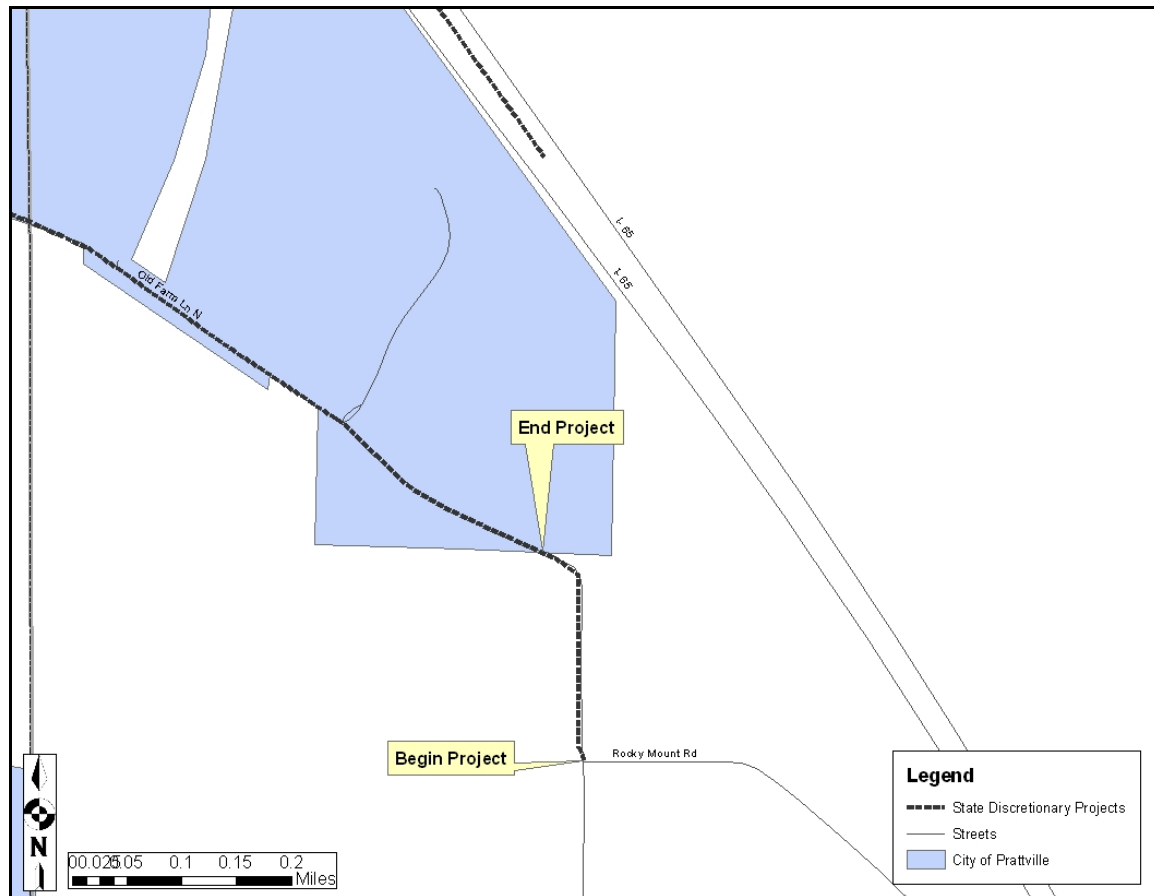 I- 65
I- 65
Old Farm Ln N
End Project
Begin Project
Rocky Mount Rd
Legend
State Discretionary Projects
Streets
City of Prattville
N
00.025 0.05 0.1 0.15 0.2
Miles